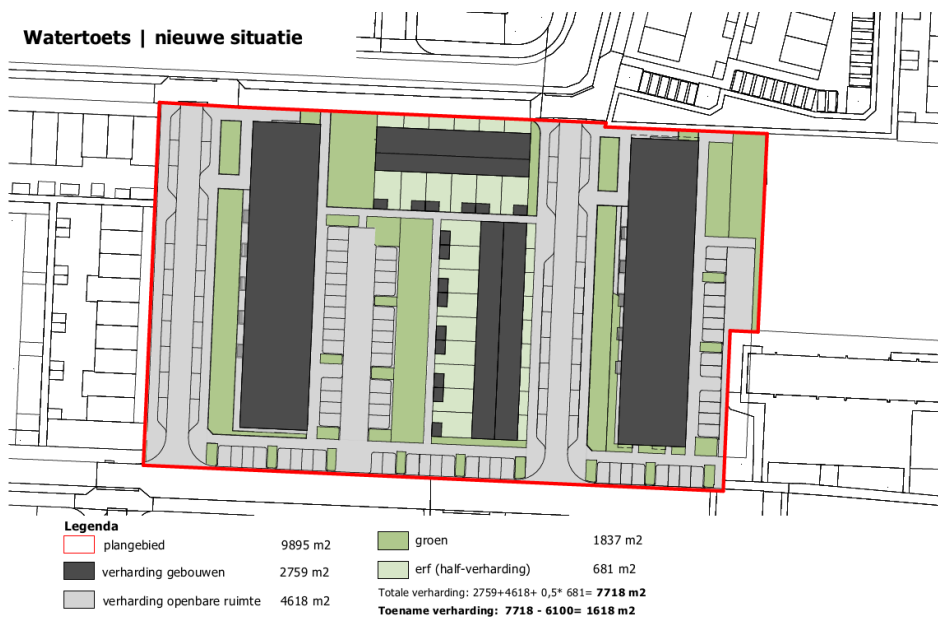 Watertoets | nieuwe situatie
Legenda
plangebied 9895 m2
verharding gebouwen 2759 m2
verharding openbare ruimte 4618 m2
groen 1837 m2
erf (half-verharding) 681 m2
Totale verharding: 2759+4618+ 0,5* 681= 7718 m2
Toename verharding: 7718 - 6100= 1618 m2